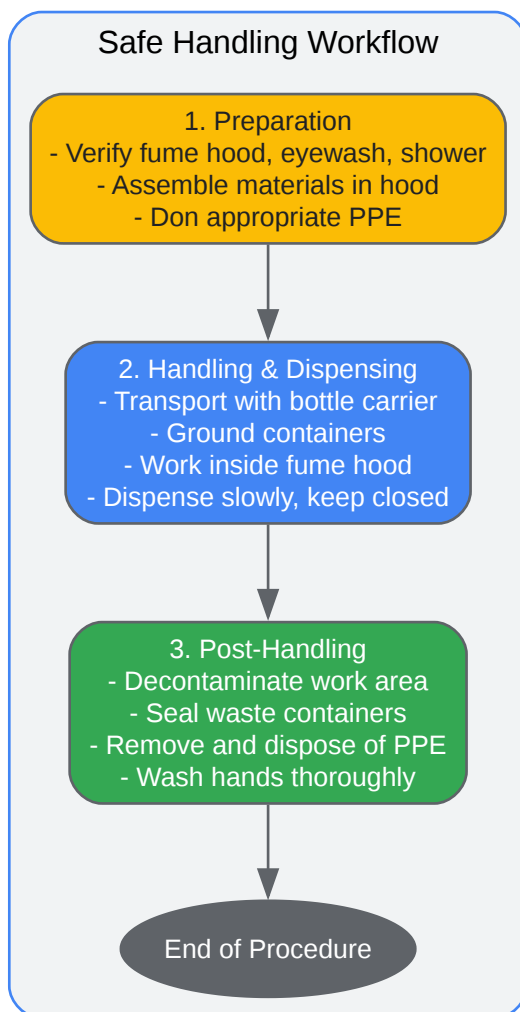 Safe Handling Workflow
1. Preparation
- Verify fume hood, eyewash, shower
- Assemble materials in hood
- Don appropriate PPE
2. Handling & Dispensing
- Transport with bottle carrier
- Ground containers
- Work inside fume hood
- Dispense slowly, keep closed
3. Post-Handling
- Decontaminate work area
- Seal waste containers
- Remove and dispose of PPE
- Wash hands thoroughly
End of Procedure